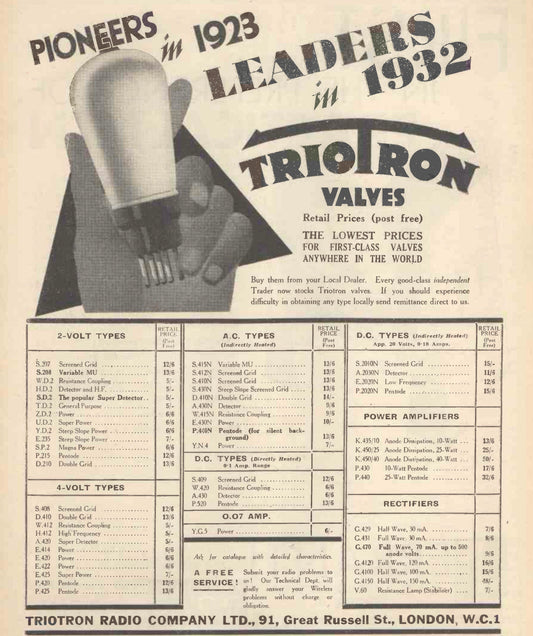 PIONEERS in 1923
LEADERS
in 1932
TRIOTRON
VALVES
Retail Prices (post free)
THE LOWEST PRICES
FOR FIRST-CLASS VALVES
ANYWHERE IN THE WORLD
Buy them from your Local Dealer. Every good-class independent
Trader now stocks Triotron valves. If you should experience
difficulty in obtaining any type locally send remittance direct to us.
2-VOLT TYPES
RETAIL PRICE (Post Free)
S.207 Screened Grid 12/6
S.208 Variable MU 13/6
W.D.2 Resistance Coupling 5/-
H.D.2 Detector and H.F. 5/-
S.D.2 The popular Super Detector 5/-
T.D.2 General Purpose 5/-
Z.D.2 Power 6/6
U.D.2 Super Power 6/6
Y.D.2 Steep Slope Power 6/6
E.235 Steep Slope Power 7/-
S.P.2 Magna Power 6/6
P.215 Pentode 12/6
D.210 Double Grid 13/6
4-VOLT TYPES
S.408 Screened Grid 12/6
D.410 Double Grid 13/6
W.412 Resistance Coupling 5/-
H.412 High Frequency 5/-
A.420 Super Detector 5/-
E.414 Power 6/6
E.420 Power 6/6
E.422 Power 6/6
E.425 Super Power 7/-
P.420 Pentode 12/6
P.425 Pentode 13/6
A.C. TYPES
(Indirectly Heated)
RETAIL PRICE (Post Free)
S.415N Variable MU 13/6
S.412N Screened Grid 12/6
S.410N Screened Grid 13/6
S.430N Steep Slope Screened Grid 13/6
D.410N Double Grid 14/-
A.430N Detector 9/6
W.415N Resistance Coupling 9/6
E.430N Power 10/-
P.440N Pentode (for silent background) 13/6
Y.N.4 Power 7/-
D.C. TYPES (Directly Heated)
0·1 Amp. Range
S.409 Screened Grid 12/6
W.420 Resistance Coupling 6/6
A.430 Detector 6/6
P.520 Pentode 13/6
0.07 AMP.
Y.G.5 Power 6/-
Ask for catalogue with detailed characteristics.
A FREE SERVICE!
Submit your radio problems to
us! Our Technical Dept. will
gladly answer your Wireless
problems without charge or
obligation.
D.C. TYPES (Indirectly Heated)
App. 20 Volts, 0·18 Amps.
RETAIL PRICE (Post Free)
S.2010N Screened Grid 15/-
A.2030N Detector 11/6
E.2020N Low Frequency 12/6
P.2020N Pentode 15/6
POWER AMPLIFIERS
K.435/10 Anode Dissipation, 10-Watt 13/6
K.450/25 Anode Dissipation, 25-Watt 25/-
K.450/40 Anode Dissipation, 40-Watt 50/-
P.430 10-Watt Pentode 17/6
P.440 25-Watt Pentode 32/6
RECTIFIERS
G.429 Half Wave, 30 mA. 7/6
G.431 Full Wave, 30 mA. 8/6
G.470 Full Wave, 70 mA. up to 500
anode volts 9/6
G.4120 Full Wave, 120 mA. 16/6
G.4100 Half Wave, 100 mA. 15/6
G.4150 Half Wave, 150 mA.
V.60 Resistance Lamp (Stabiliser) 7/-
TRIOTRON RADIO COMPANY LTD., 91, Great Russell St., LONDON, W.C.1